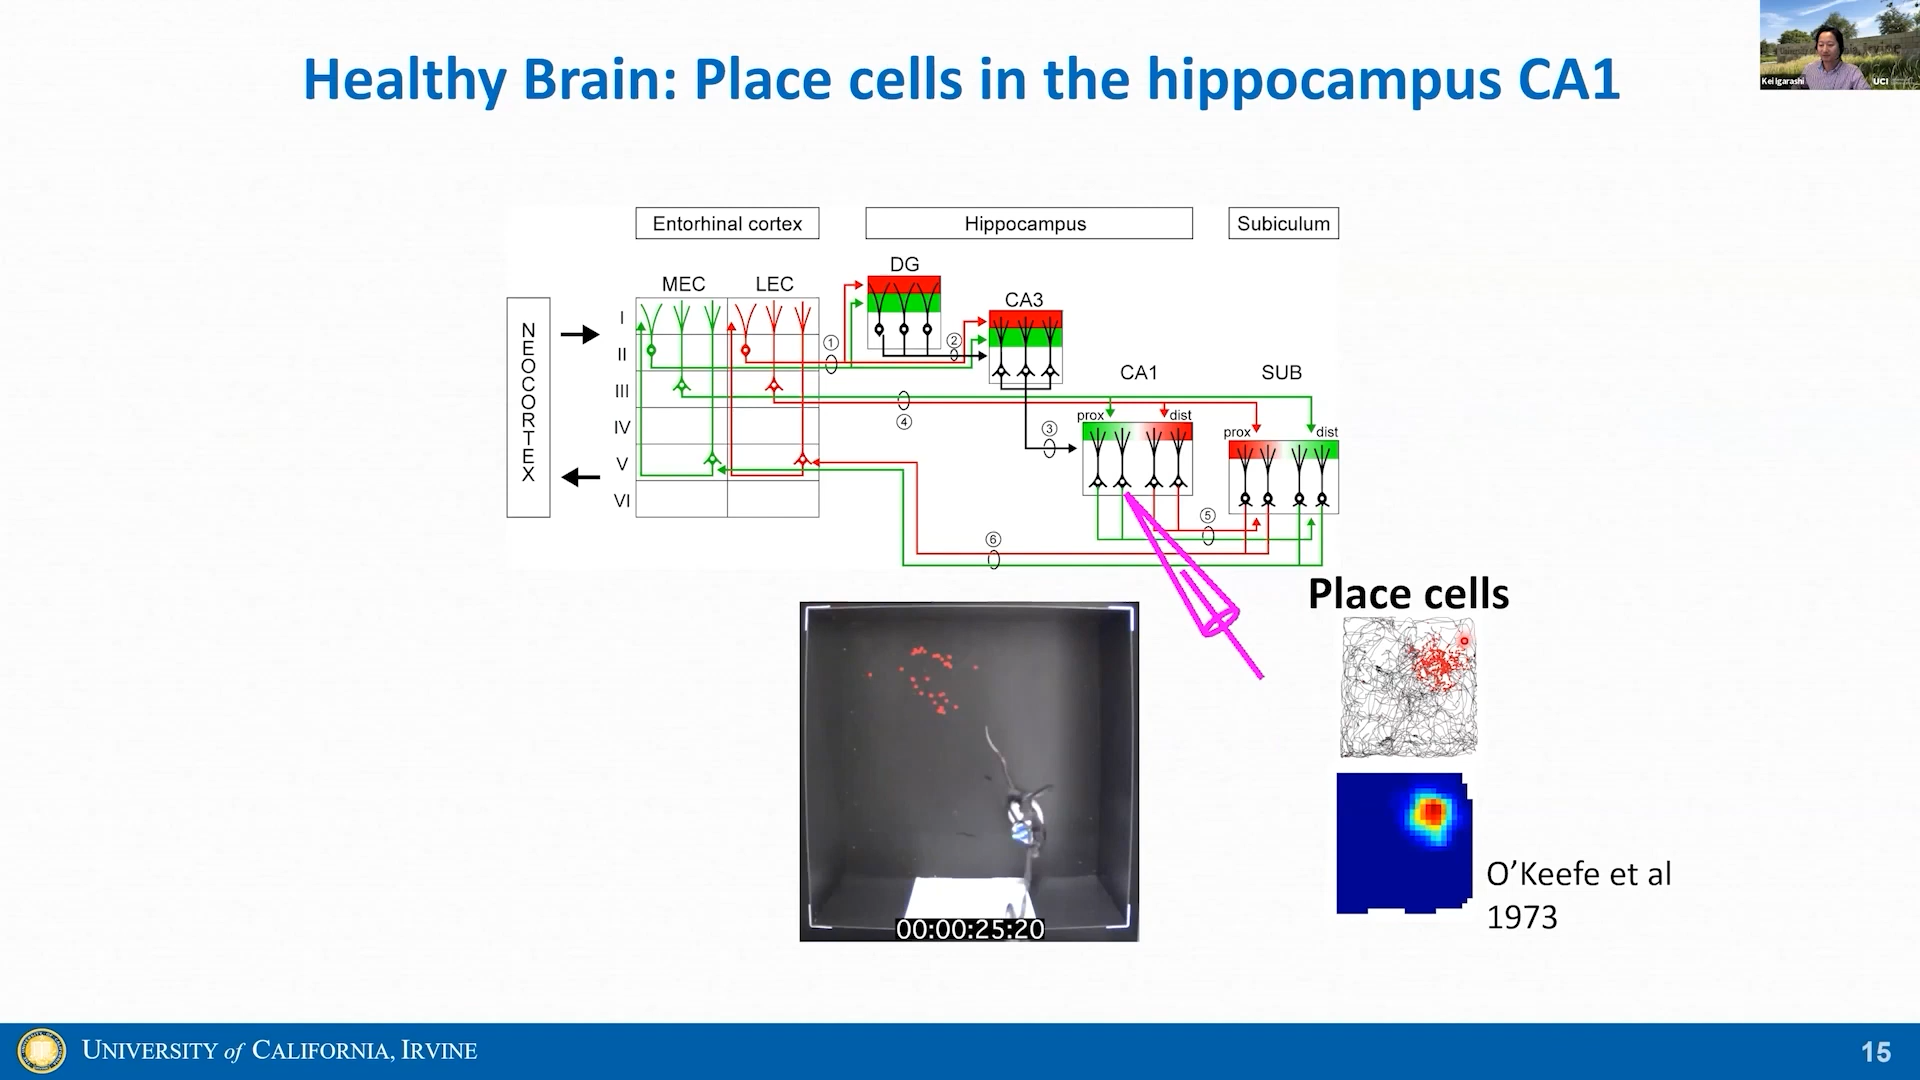 Healthy Brain: Place cells in the hippocampus CA1
Kei Igarashi
UCI
Entorhinal cortex
Hippocampus
Subiculum
MEC
LEC
DG
CA3
CA1
SUB
NEOCORTEX
I
II
III
IV
V
VI
①
②
③
④
⑤
⑥
prox
dist
prox
dist
Place cells
O’Keefe et al
1973
00:00:25:20
UNIVERSITY of CALIFORNIA, IRVINE
15